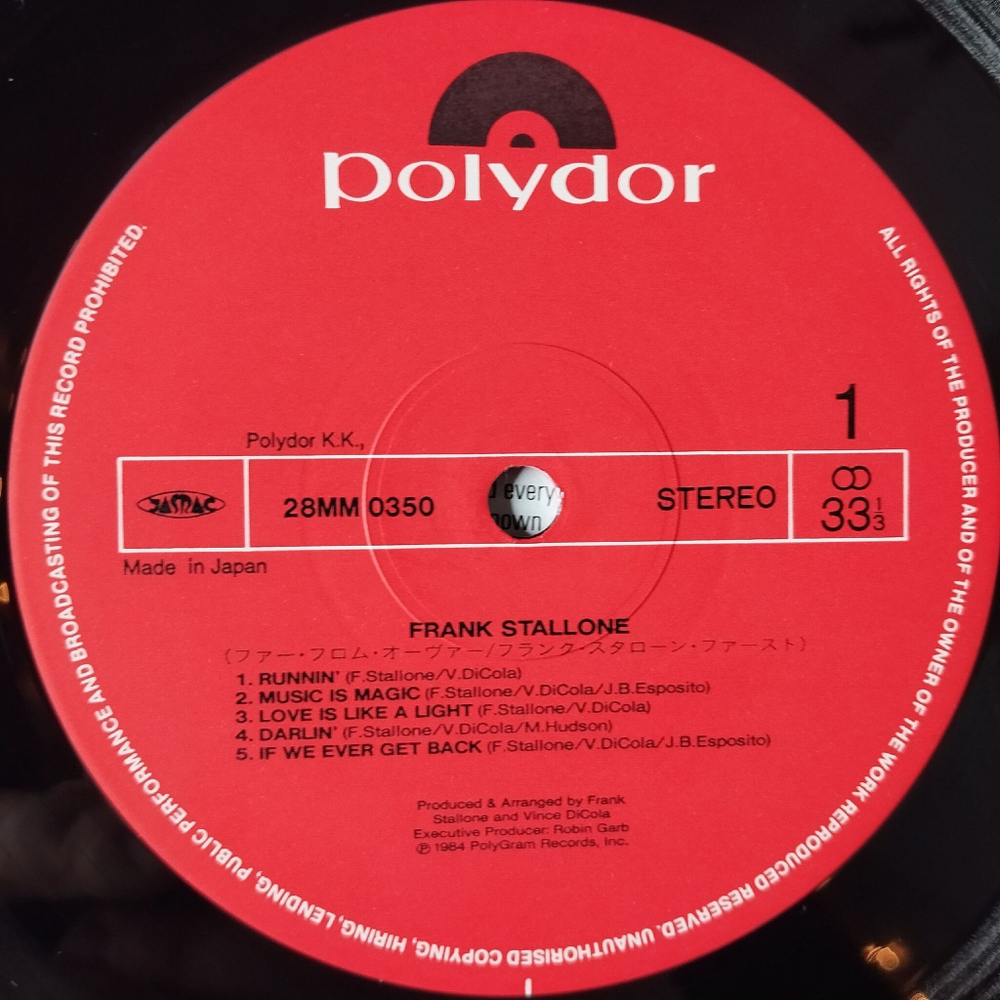 polydor
ALL RIGHTS OF THE PRODUCER AND OF THE OWNER OF THE WORK REPRODUCED RESERVED. UNAUTHORISED COPYING, HIRING, LENDING, PUBLIC PERFORMANCE AND BROADCASTING OF THIS RECORD PROHIBITED.
1
Polydor K.K.,
JASRAC
28MM 0350
every
own
STEREO
33 1/3
Made in Japan
FRANK STALLONE
(ファー・フロム・オーヴァー/フランク・スタローン・ファースト)
1. RUNNIN' (F.Stallone/V.DiCola)
2. MUSIC IS MAGIC (F.Stallone/V.DiCola/J.B.Esposito)
3. LOVE IS LIKE A LIGHT (F.Stallone/V.DiCola)
4. DARLIN' (F.Stallone/V.DiCola/M.Hudson)
5. IF WE EVER GET BACK (F.Stallone/V.DiCola/J.B.Esposito)
Produced & Arranged by Frank
Stallone and Vince DiCola
Executive Producer: Robin Garb
℗ 1984 PolyGram Records, Inc.